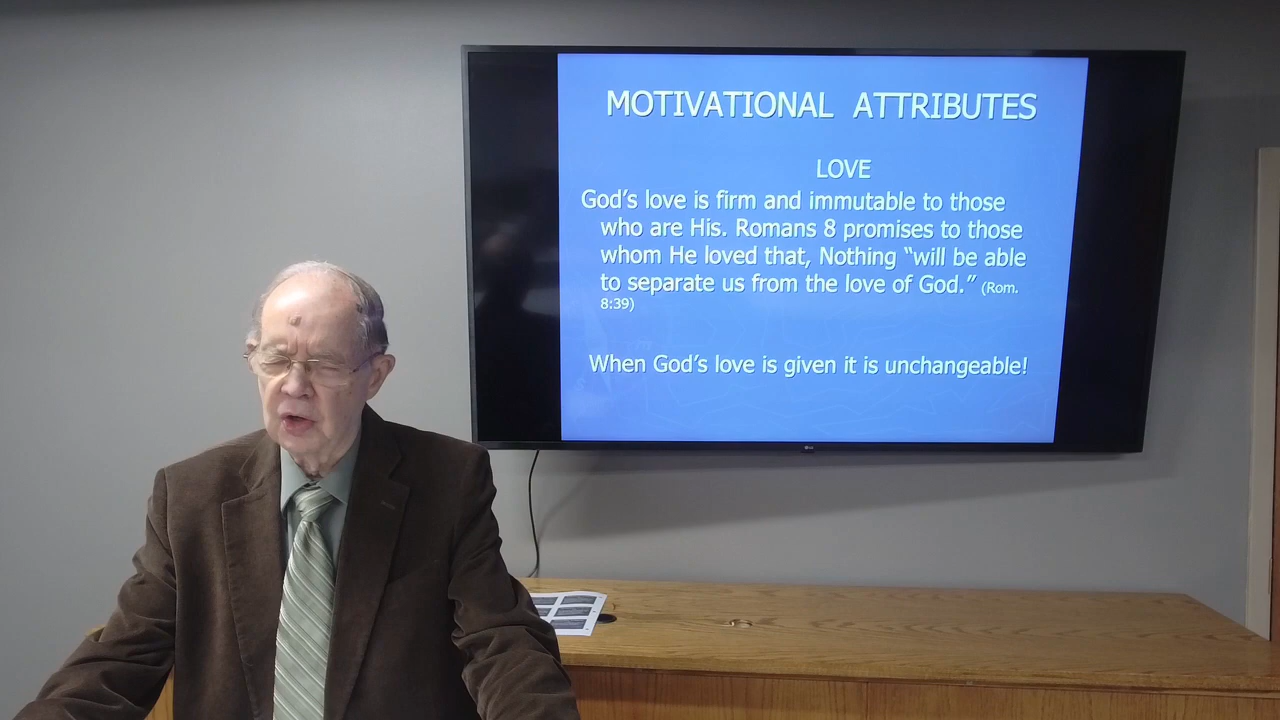 MOTIVATIONAL ATTRIBUTES
LOVE
God's love is firm and immutable to those
who are His. Romans 8 promises to those
whom He loved that, Nothing “will be able
to separate us from the love of God.” (Rom.
8:39)
When God's love is given it is unchangeable!
LG